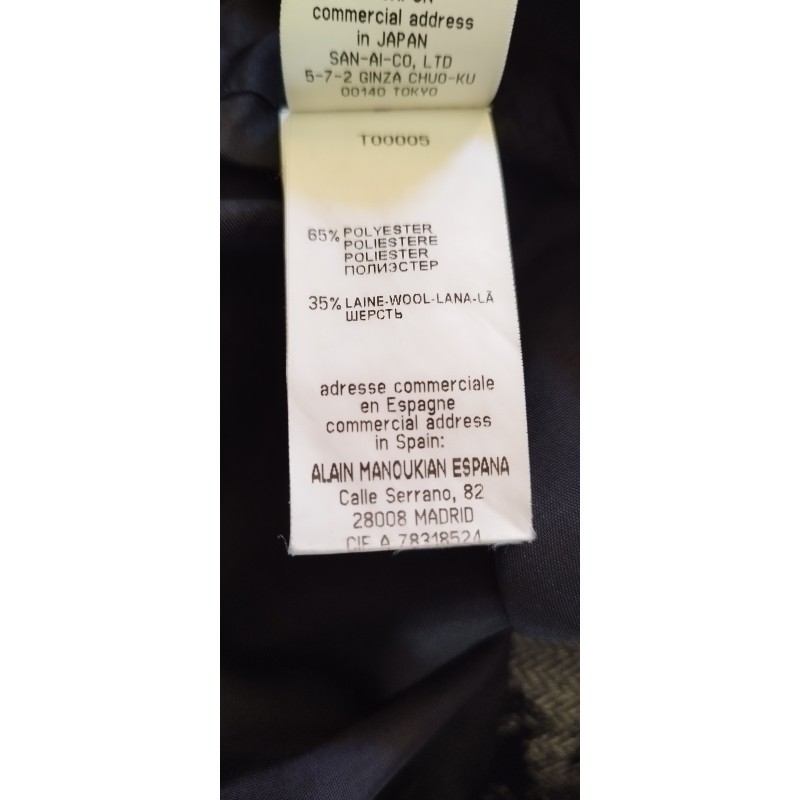 commercial address
in JAPAN
SAN-AI-CO, LTD
5-7-2 GINZA CHUO-KU
00140 TOKYO
T00005
65% POLYESTER
POLIESTERE
POLIESTER
ПОЛИЭСТЕР
35% LAINE-WOOL-LANA-LÃ
ШЕРСТЬ
adresse commerciale
en Espagne
commercial address
in Spain:
ALAIN MANOUKIAN ESPANA
Calle Serrano, 82
28008 MADRID
CIF A 78318524